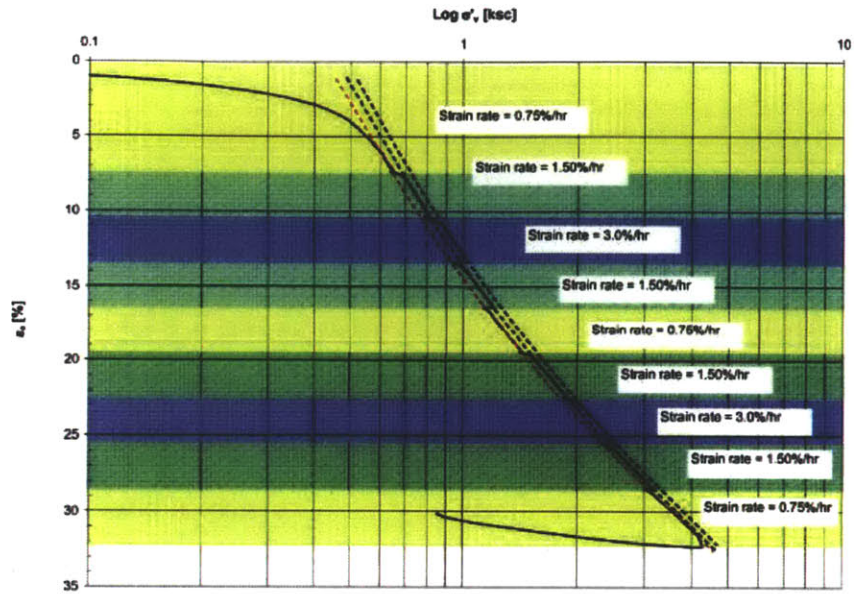 Log σ'ᵥ [ksc]
0.1 1 10
0
5
10
15
20
25
30
35
εᵥ [%]
Strain rate = 0.75%/hr
Strain rate = 1.50%/hr
Strain rate = 3.0%/hr
Strain rate = 1.50%/hr
Strain rate = 0.75%/hr
Strain rate = 1.50%/hr
Strain rate = 3.0%/hr
Strain rate = 1.50%/hr
Strain rate = 0.75%/hr